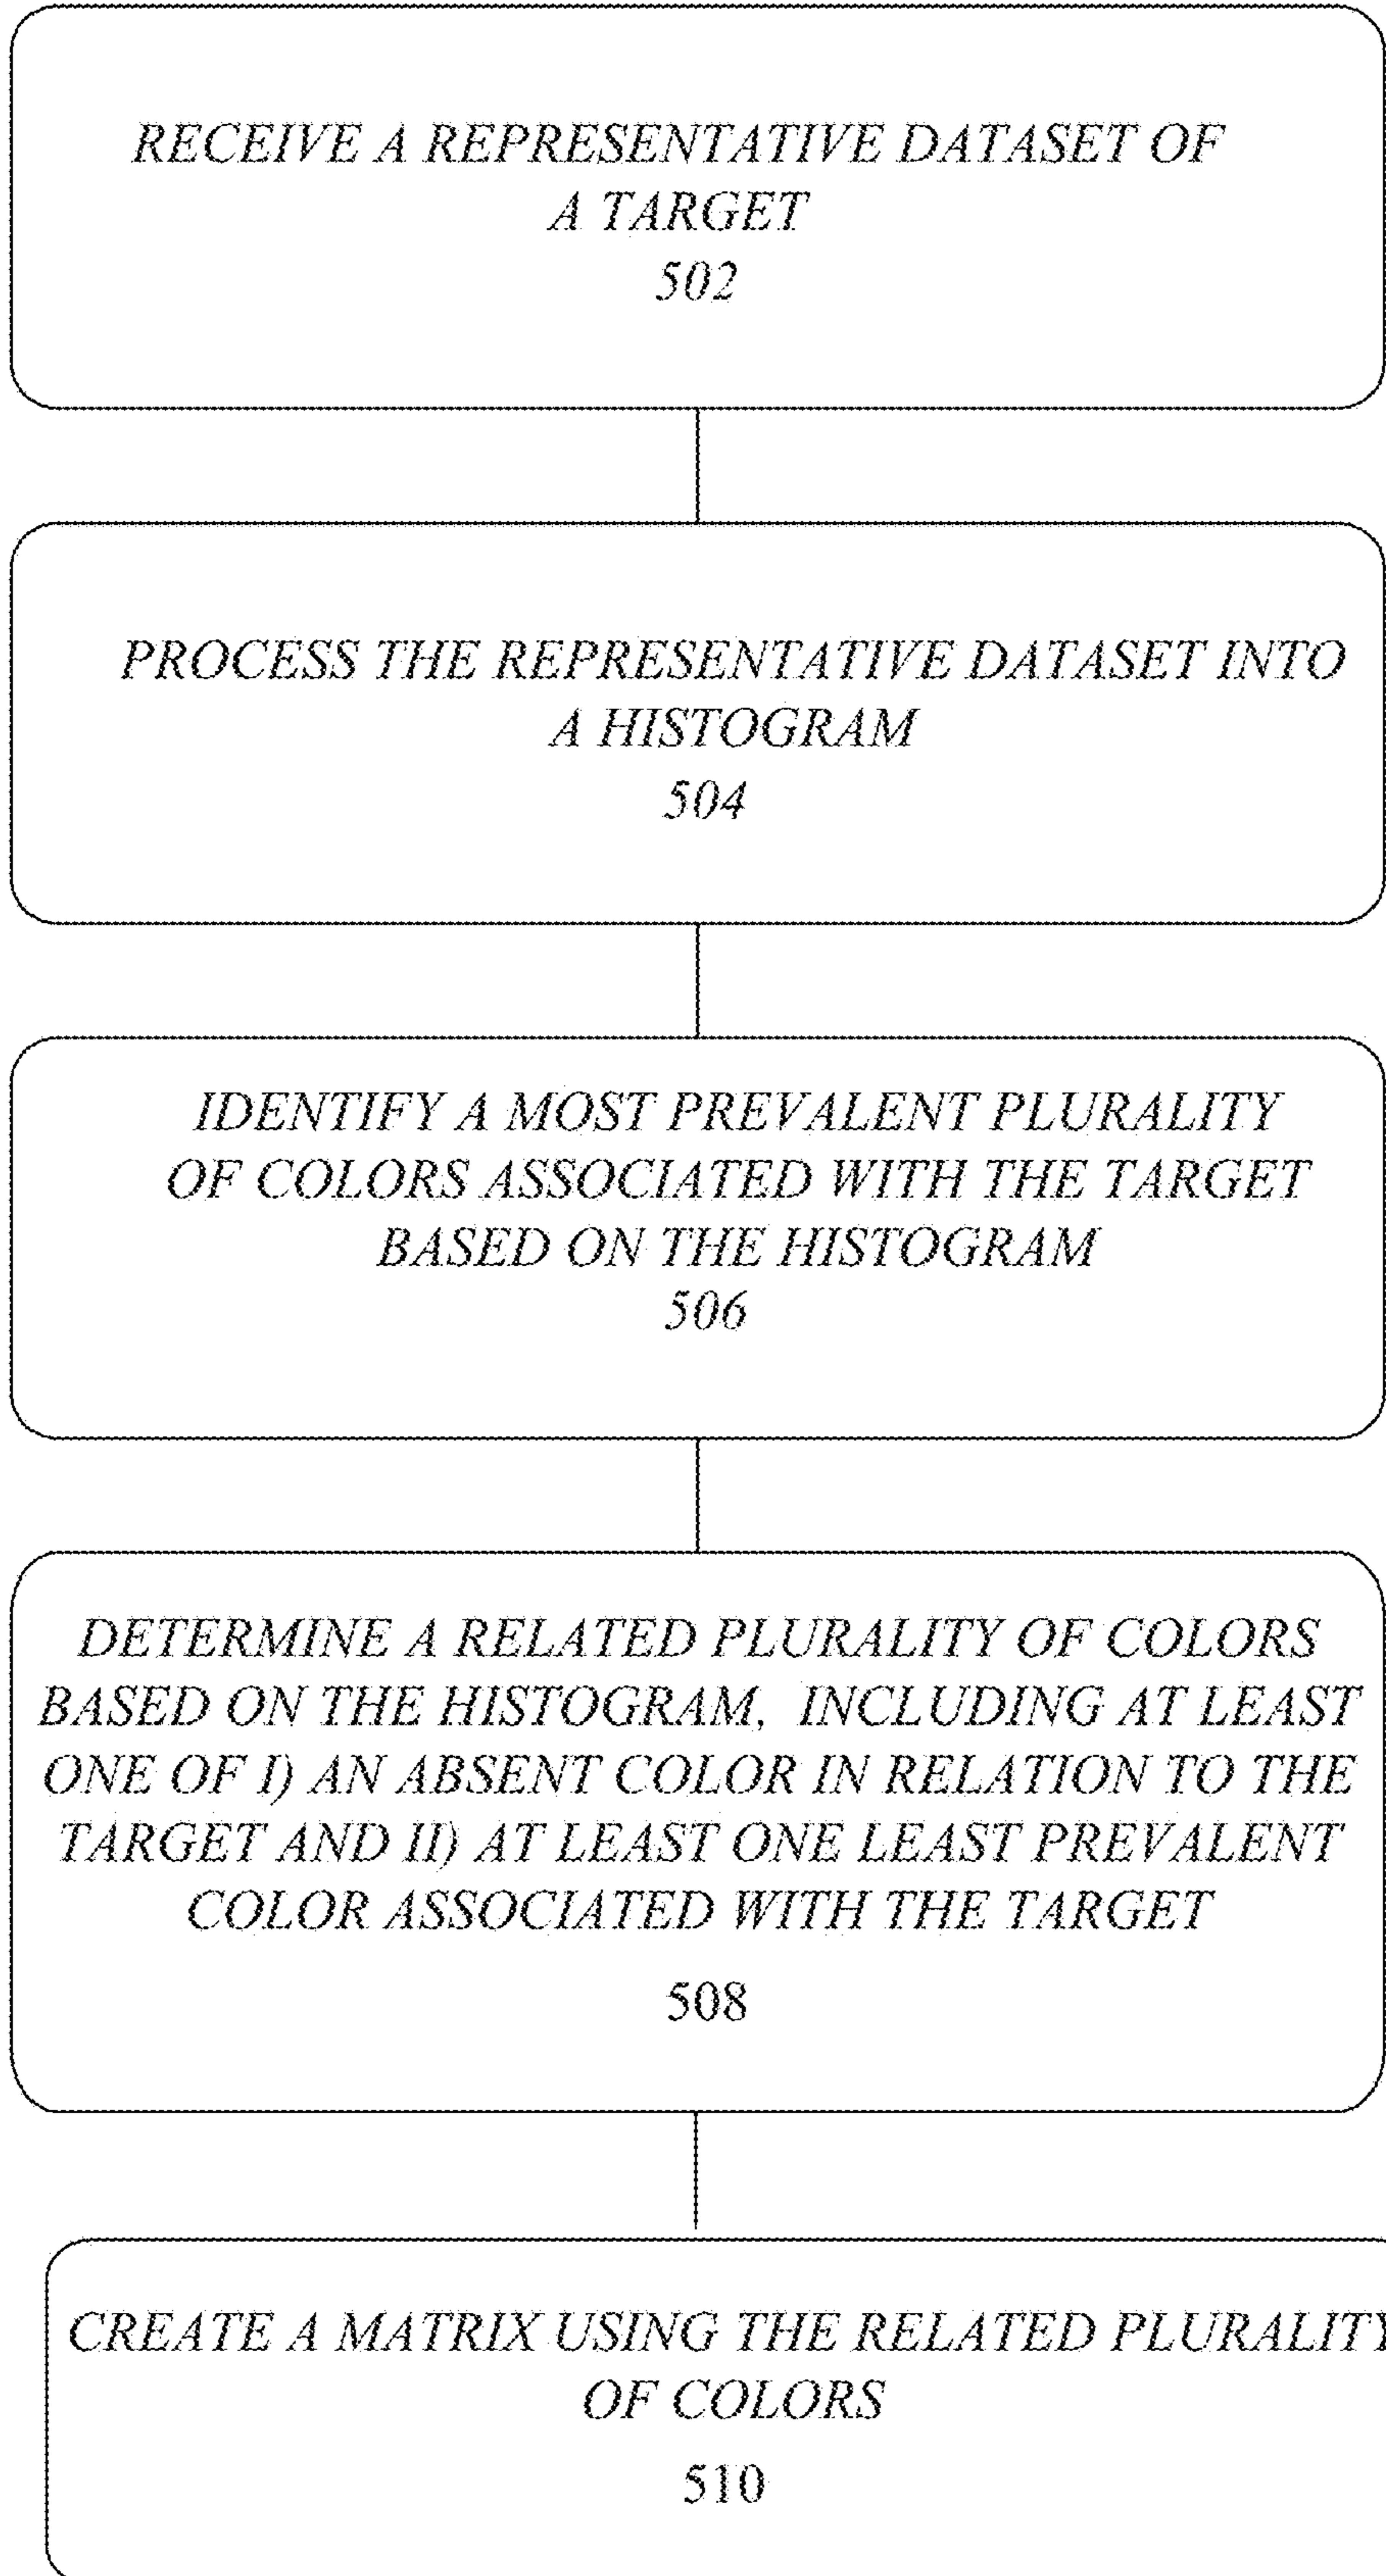 RECEIVE A REPRESENTATIVE DATASET OF
A TARGET
502
PROCESS THE REPRESENTATIVE DATASET INTO
A HISTOGRAM
504
IDENTIFY A MOST PREVALENT PLURALITY
OF COLORS ASSOCIATED WITH THE TARGET
BASED ON THE HISTOGRAM
506
DETERMINE A RELATED PLURALITY OF COLORS
BASED ON THE HISTOGRAM, INCLUDING AT LEAST
ONE OF I) AN ABSENT COLOR IN RELATION TO THE
TARGET AND II) AT LEAST ONE LEAST PREVALENT
COLOR ASSOCIATED WITH THE TARGET
508
CREATE A MATRIX USING THE RELATED PLURALITY
OF COLORS
510